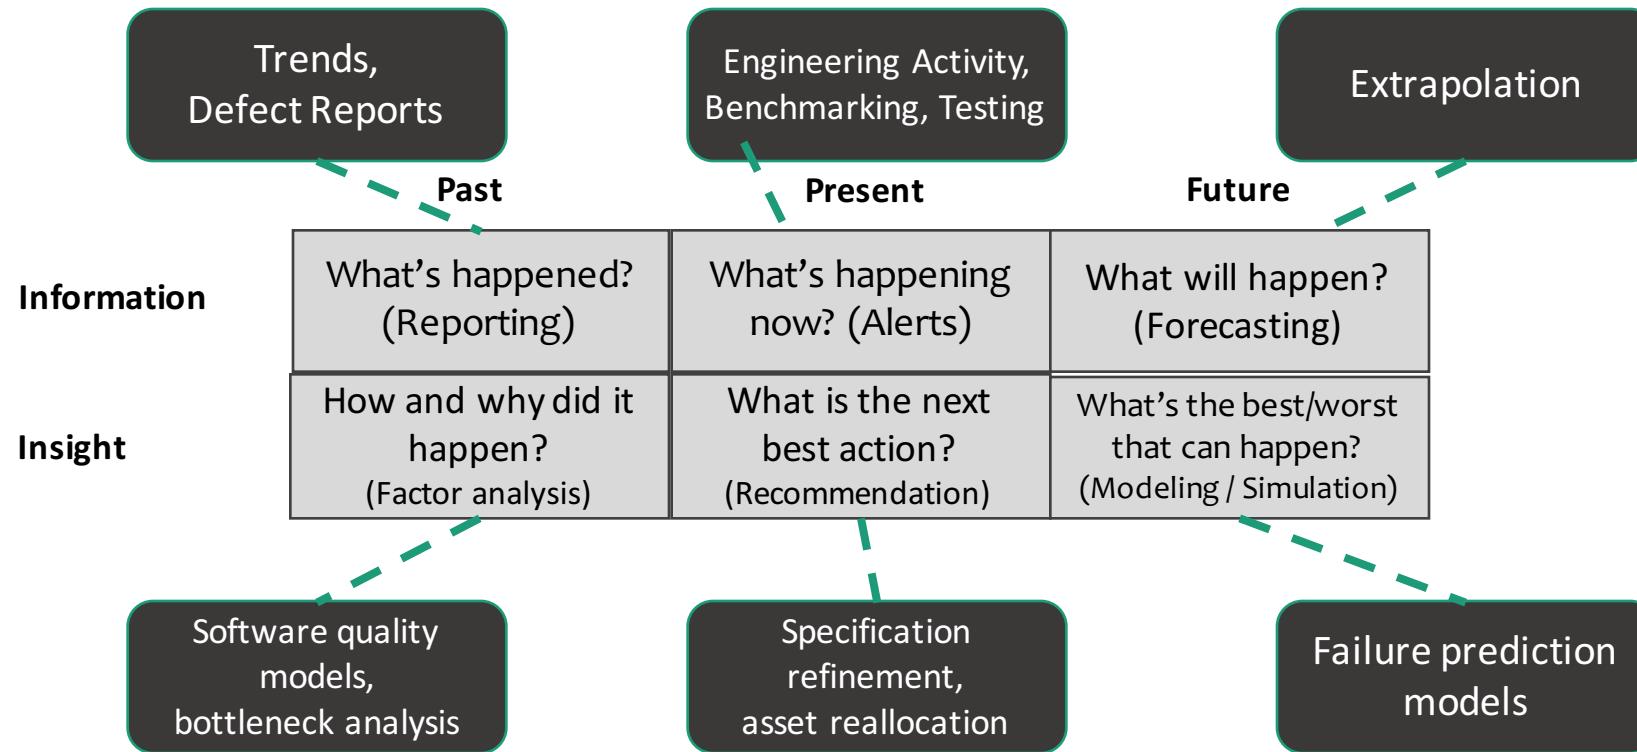 Trends,
Defect Reports
Engineering Activity,
Benchmarking, Testing
Extrapolation
Past
Present
Future
Information
What’s happened?
(Reporting)
What’s happening
now? (Alerts)
What will happen?
(Forecasting)
Insight
How and why did it
happen?
(Factor analysis)
What is the next
best action?
(Recommendation)
What’s the best/worst
that can happen?
(Modeling / Simulation)
Software quality
models,
bottleneck analysis
Specification
refinement,
asset reallocation
Failure prediction
models